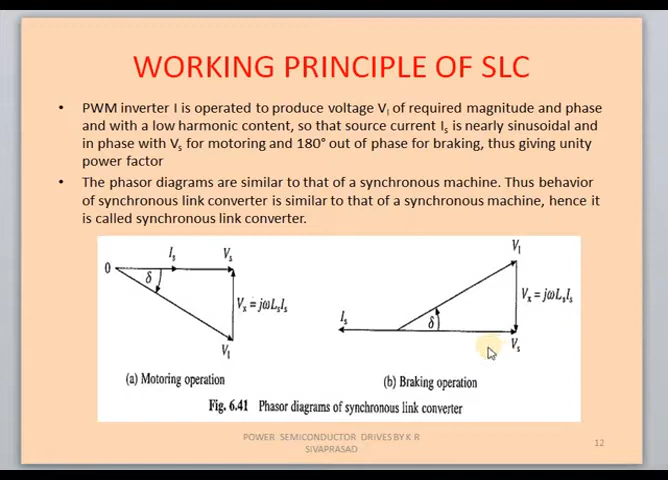 WORKING PRINCIPLE OF SLC
• PWM inverter I is operated to produce voltage VI of required magnitude and phase
and with a low harmonic content, so that source current Is is nearly sinusoidal and
in phase with Vs for motoring and 180° out of phase for braking, thus giving unity
power factor
• The phasor diagrams are similar to that of a synchronous machine. Thus behavior
of synchronous link converter is similar to that of a synchronous machine, hence it
is called synchronous link converter.
0
Is
Vs
δ
Vx = jωLsIs
VI
(a) Motoring operation
VI
Is
δ
Vx = jωLsIs
Vs
(b) Braking operation
Fig. 6.41 Phasor diagrams of synchronous link converter
POWER SEMICONDUCTOR DRIVES BY K R
SIVAPRASAD
12